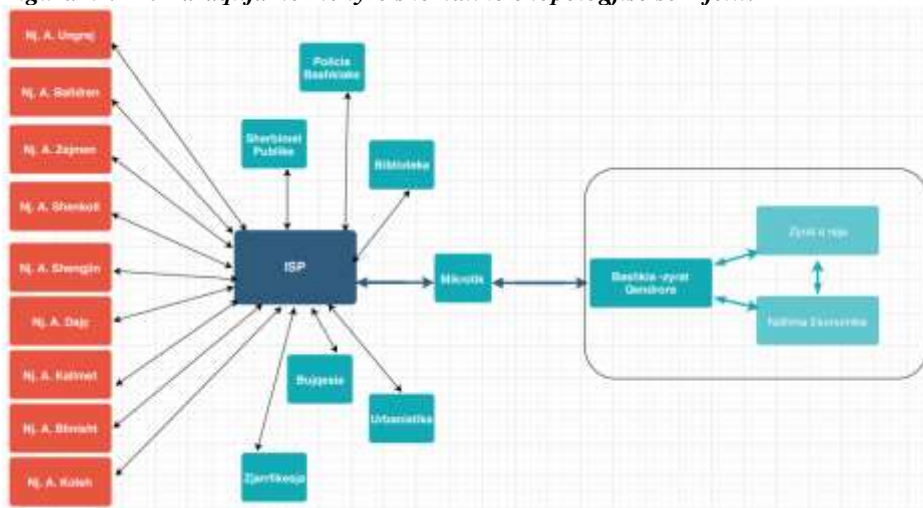 Nj. A. Ungrej
Nj. A. Balldren
Nj. A. Zejmen
Nj. A. Shenkoll
Nj. A. Shengjin
Nj. A. Dajç
Nj. A. Kallmet
Nj. A. Blinisht
Nj. A. Kolsh
Policia
Bashkiake
Sherbimet
Publike
Biblioteka
ISP
Mikrotik
Bujqesia
Urbanistika
Zjarrfikesja
Bashkia -zyrat
Qendrore
Zyrat e reja
Ndihma Ekonomike